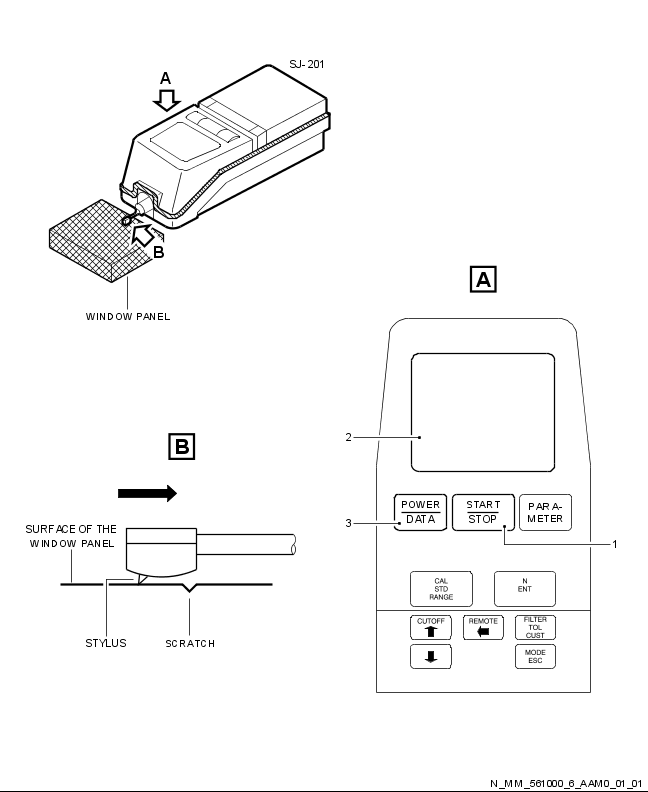 SJ-201
A
B
WINDOW PANEL
A
2
POWER
DATA
START
STOP
PARA-
METER
3
1
CAL
STD
RANGE
N
ENT
CUTOFF
REMOTE
FILTER
TOL
CUST
MODE
ESC
B
SURFACE OF THE
WINDOW PANEL
STYLUS
SCRATCH
N_MM_561000_6_AAM0_01_01